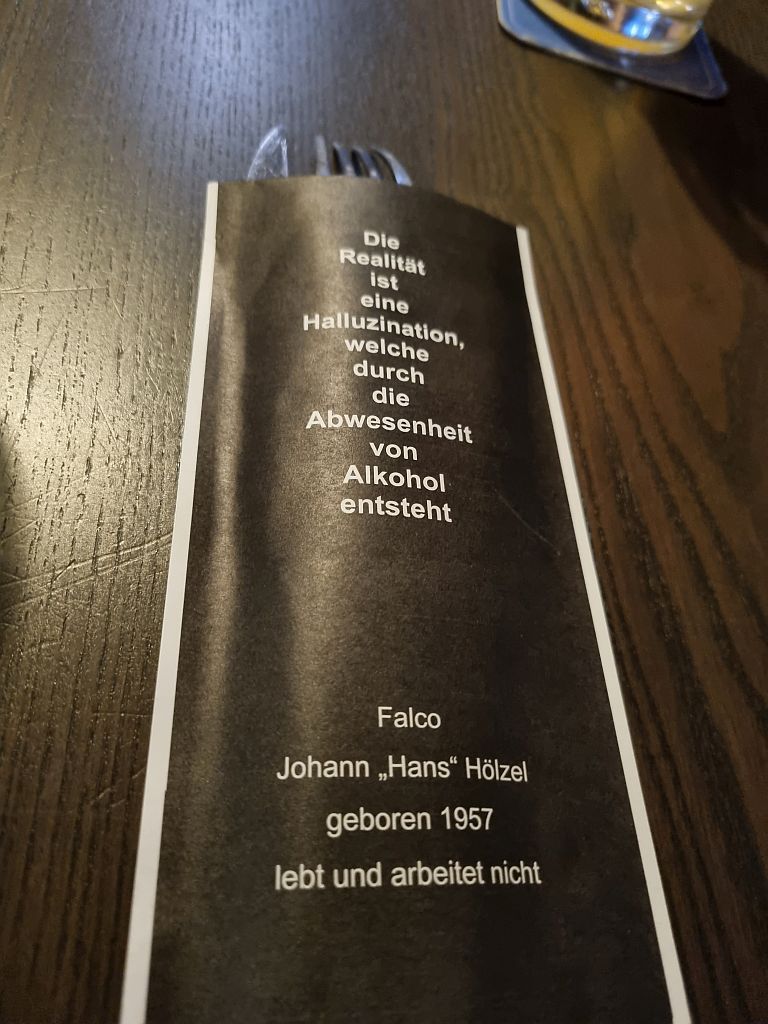 Die
Realität
ist
eine
Halluzination,
welche
durch
die
Abwesenheit
von
Alkohol
entsteht
Falco
Johann „Hans“ Hölzel
geboren 1957
lebt und arbeitet nicht